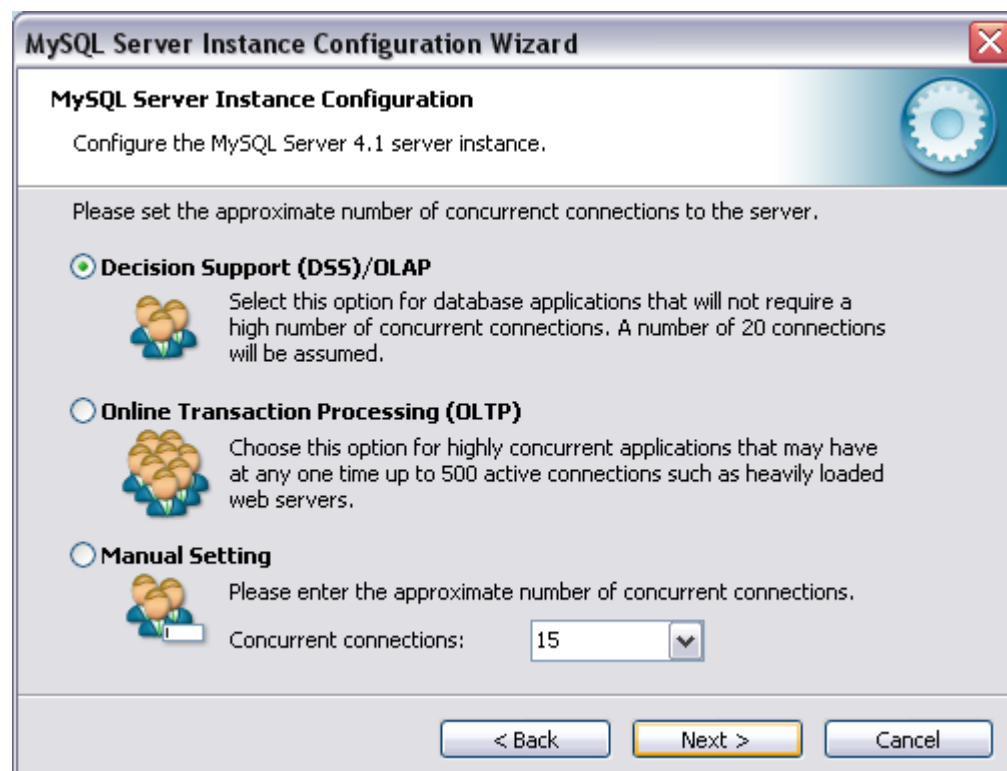 MySQL Server Instance Configuration Wizard
MySQL Server Instance Configuration
Configure the MySQL Server 4.1 server instance.
Please set the approximate number of concurrenct connections to the server.
Decision Support (DSS)/OLAP
Select this option for database applications that will not require a
high number of concurrent connections. A number of 20 connections
will be assumed.
Online Transaction Processing (OLTP)
Choose this option for highly concurrent applications that may have
at any one time up to 500 active connections such as heavily loaded
web servers.
Manual Setting
Please enter the approximate number of concurrent connections.
Concurrent connections: 15
< Back Next > Cancel